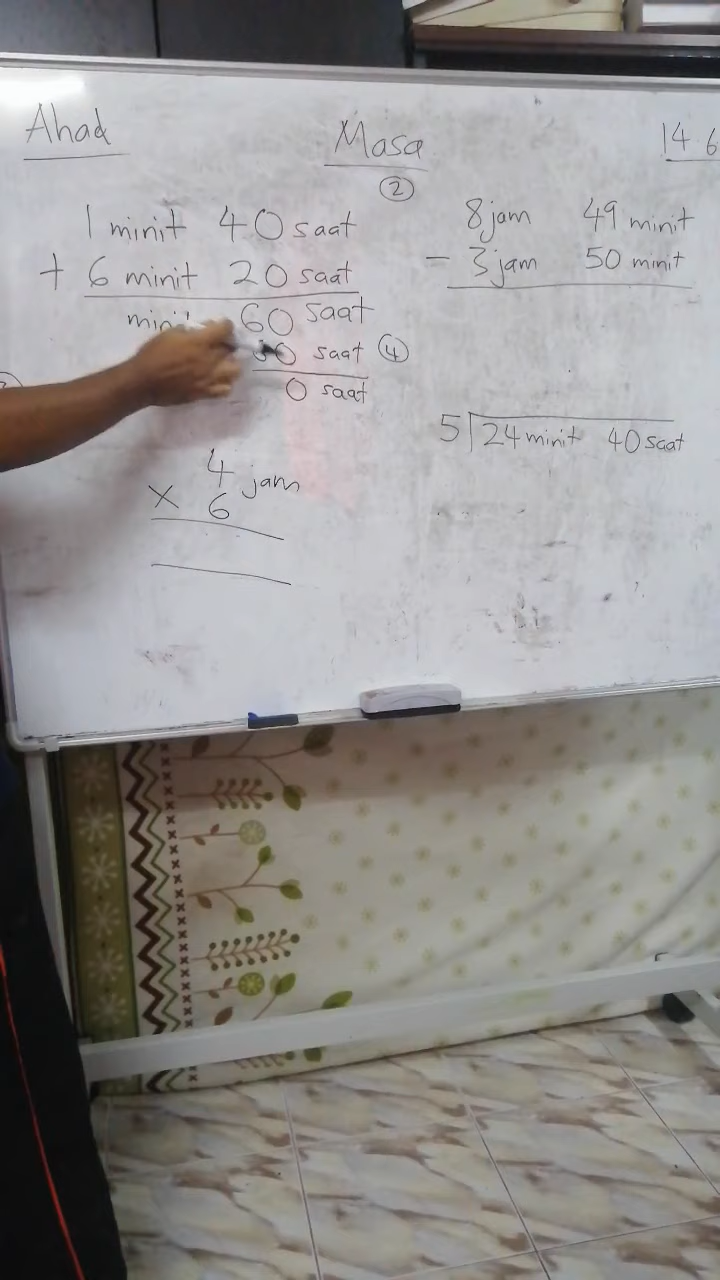 Ahad
Masa
14 6
1 minit 40 saat
+ 6 minit 20 saat
60 saat
saat
0 saat
②
8 jam 49 minit
- 3 jam 50 minit
4 jam
× 6
④
5 24 minit 40 saat